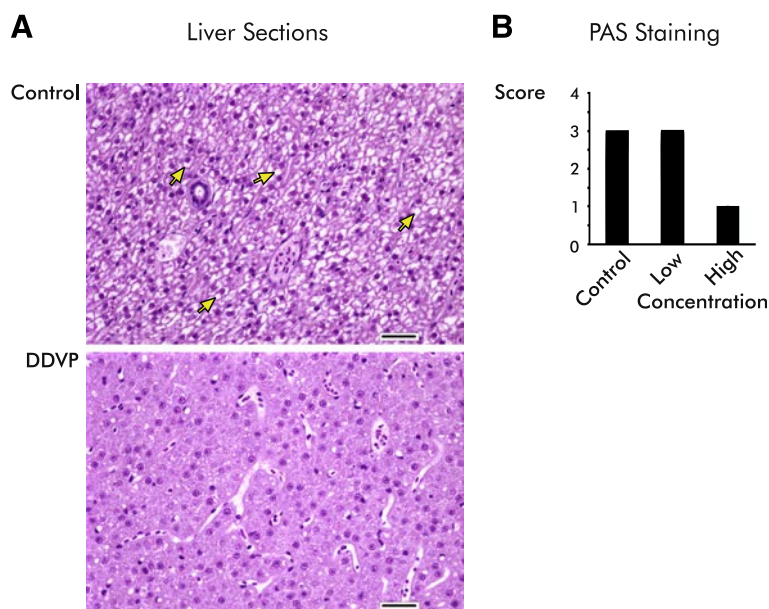 A
Liver Sections
Control
DDVP
B
PAS Staining
Score
4
3
2
1
0
Control
Low
High
Concentration